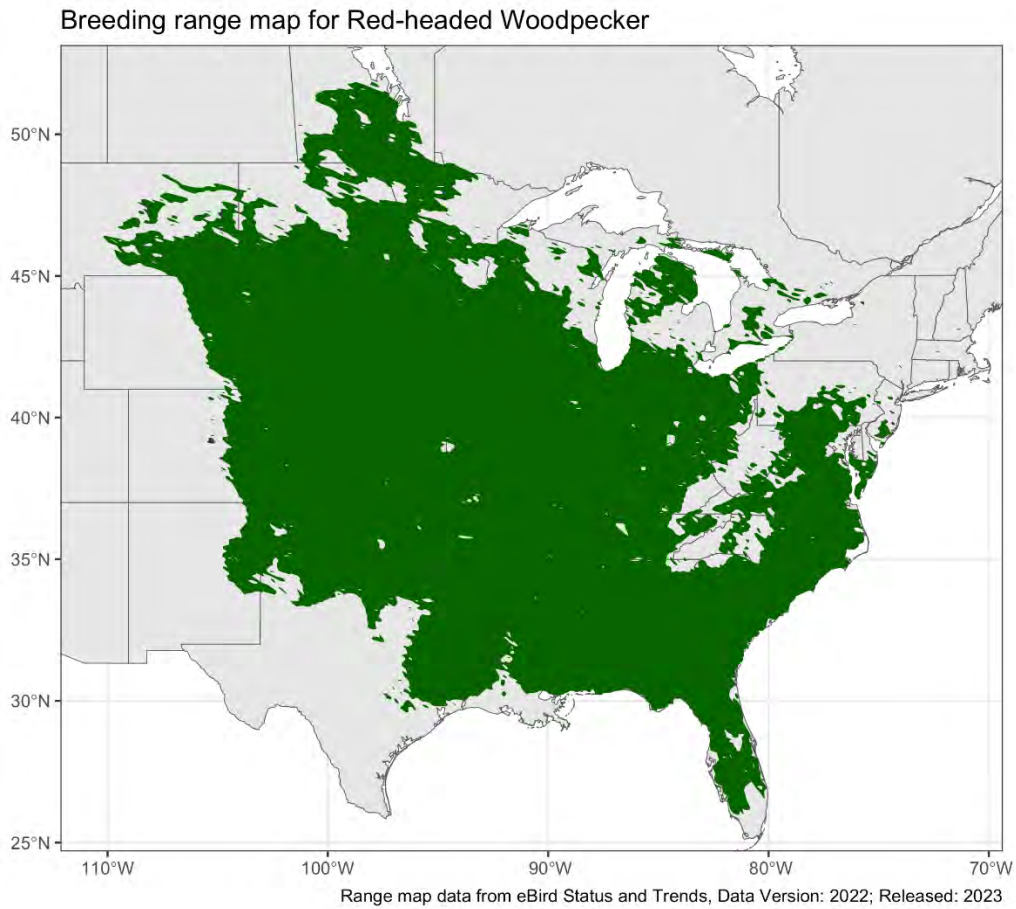 Breeding range map for Red-headed Woodpecker
50°N
45°N
40°N
35°N
30°N
25°N
110°W 100°W 90°W 80°W 70°W
Range map data from eBird Status and Trends, Data Version: 2022; Released: 2023